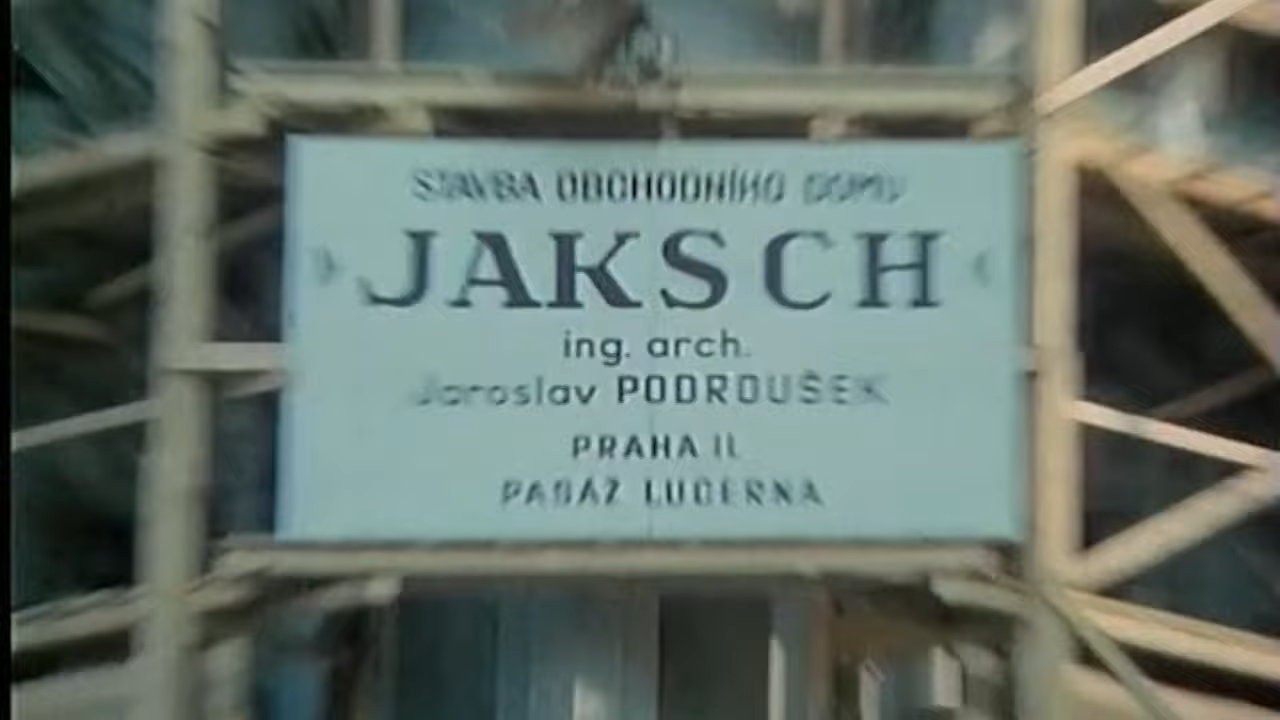 STAVBA OBCHODNÍHO DOMU
JAKSCH
ing. arch.
Jaroslav PODROUŠEK
PRAHA II.
PASÁŽ LUCERNA